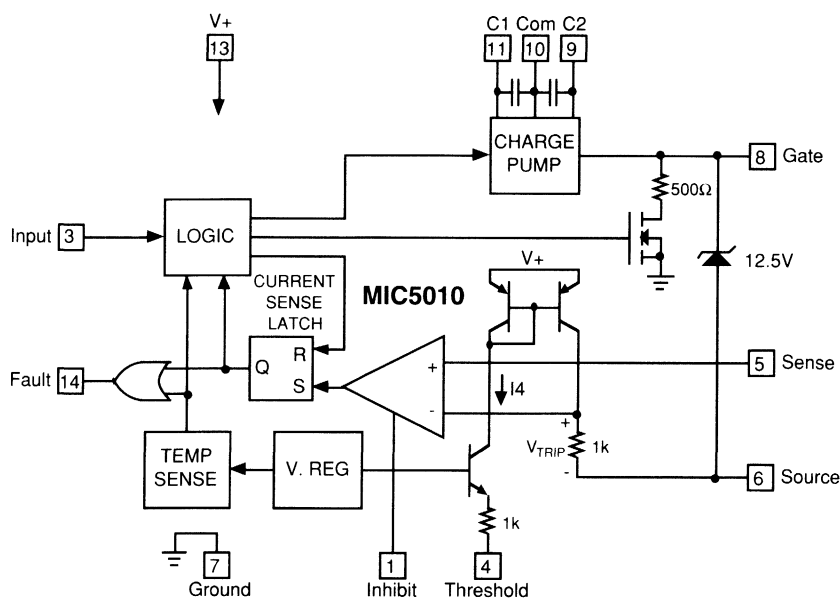 V+
13
C1 Com C2
11 10 9
CHARGE
PUMP
8 Gate
500Ω
Input 3
LOGIC
12.5V
CURRENT
SENSE
LATCH
MIC5010
V+
R
Q
S
+
-
5 Sense
Fault 14
I4
+
VTRIP
1k
-
6 Source
TEMP
SENSE
V. REG
1k
7
Ground
1
Inhibit
4
Threshold